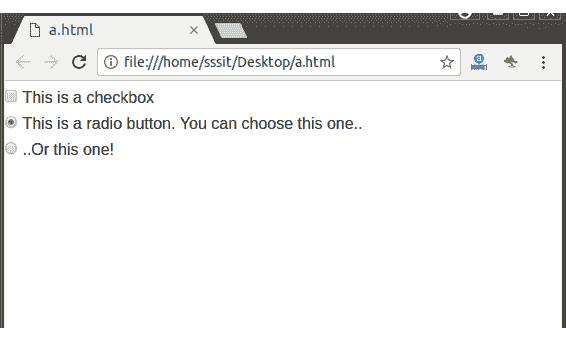 a.html
file:///home/sssit/Desktop/a.html
a
This is a checkbox
This is a radio button. You can choose this one..
..Or this one!